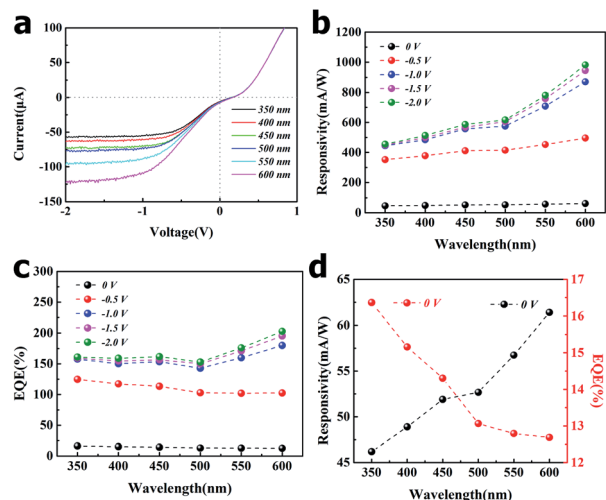 a
100
50
0
-50
-100
-150
Current(μA)
350 nm
400 nm
450 nm
500 nm
550 nm
600 nm
-2
-1
0
1
Voltage(V)
b
1200
1000
800
600
400
200
0
Responsivity(mA/W)
0 V
-0.5 V
-1.0 V
-1.5 V
-2.0 V
350 400 450 500 550 600
Wavelength(nm)
c
300
250
200
150
100
50
0
EQE(%)
0 V
-0.5 V
-1.0 V
-1.5 V
-2.0 V
350 400 450 500 550 600
Wavelength(nm)
d
65
60
55
50
45
Responsivity(mA/W)
0 V
0 V
17
16
15
14
13
12
EQE(%)
350 400 450 500 550 600
Wavelength(nm)